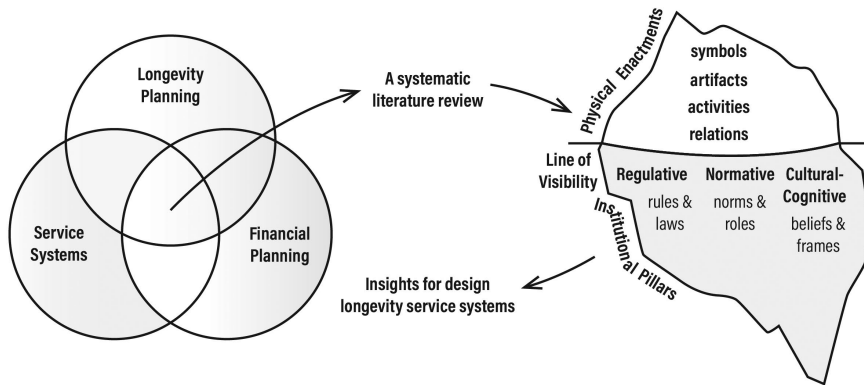 Longevity
Planning
Service
Systems
Financial
Planning
A systematic
literature review
Insights for design
longevity service systems
Physical Enactments
symbols
artifacts
activities
relations
Line of
Visibility
Institutional Pillars
Regulative
rules &
laws
Normative
norms &
roles
Cultural-
Cognitive
beliefs &
frames